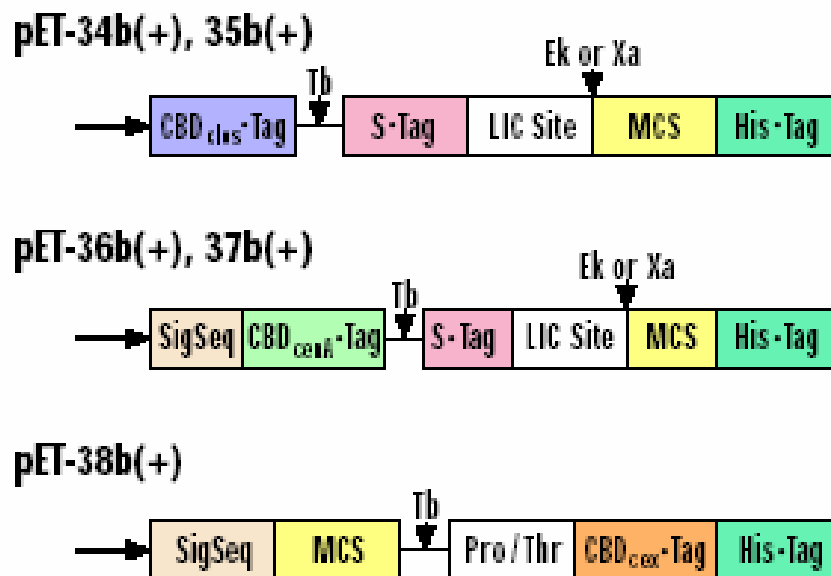 pET-34b(+), 35b(+)
Ek or Xa
Tb
CBDclos-Tag S-Tag LIC Site MCS His-Tag
pET-36b(+), 37b(+)
Ek or Xa
Tb
SigSeq CBDcenA-Tag S-Tag LIC Site MCS His-Tag
pET-38b(+)
Tb
SigSeq MCS Pro/Thr CBDcex-Tag His-Tag